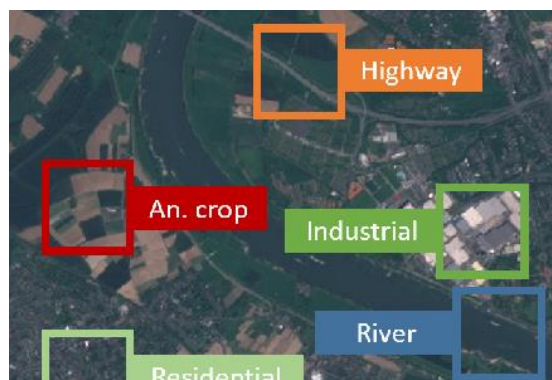 Highway
An. crop
Industrial
River
Residential